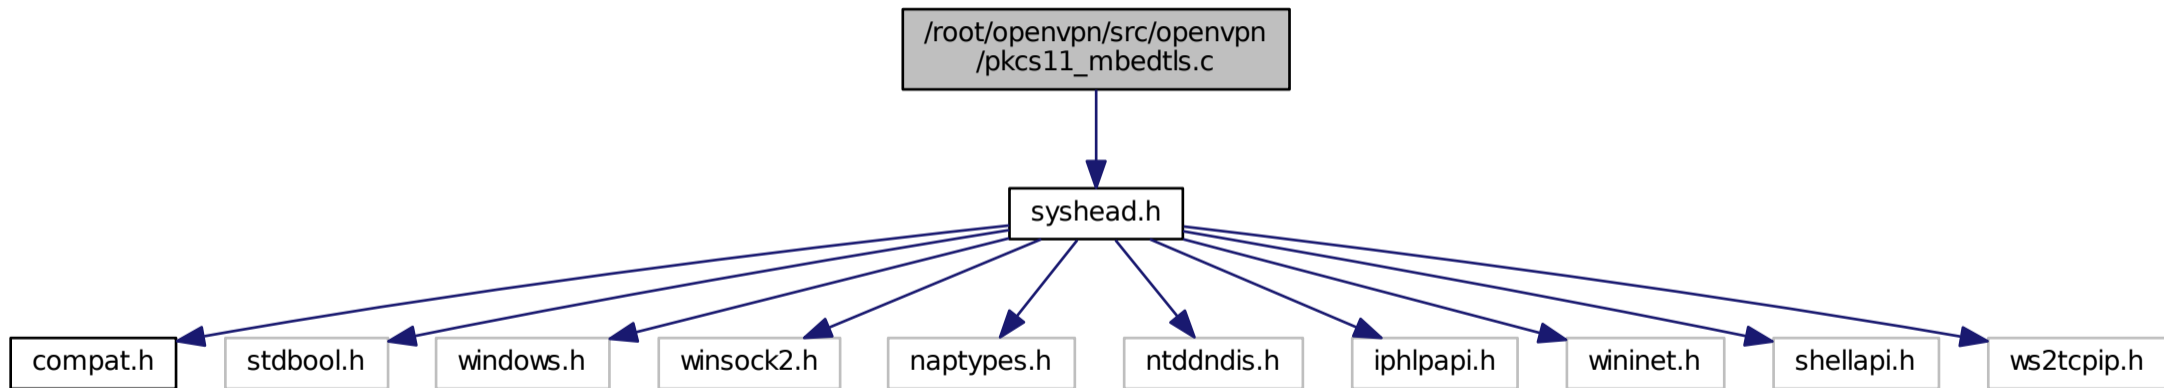 /root/openvpn/src/openvpn
/pkcs11_mbedtls.c
syshead.h
compat.h
stdbool.h
windows.h
winsock2.h
naptypes.h
ntddndis.h
iphlpapi.h
wininet.h
shellapi.h
ws2tcpip.h